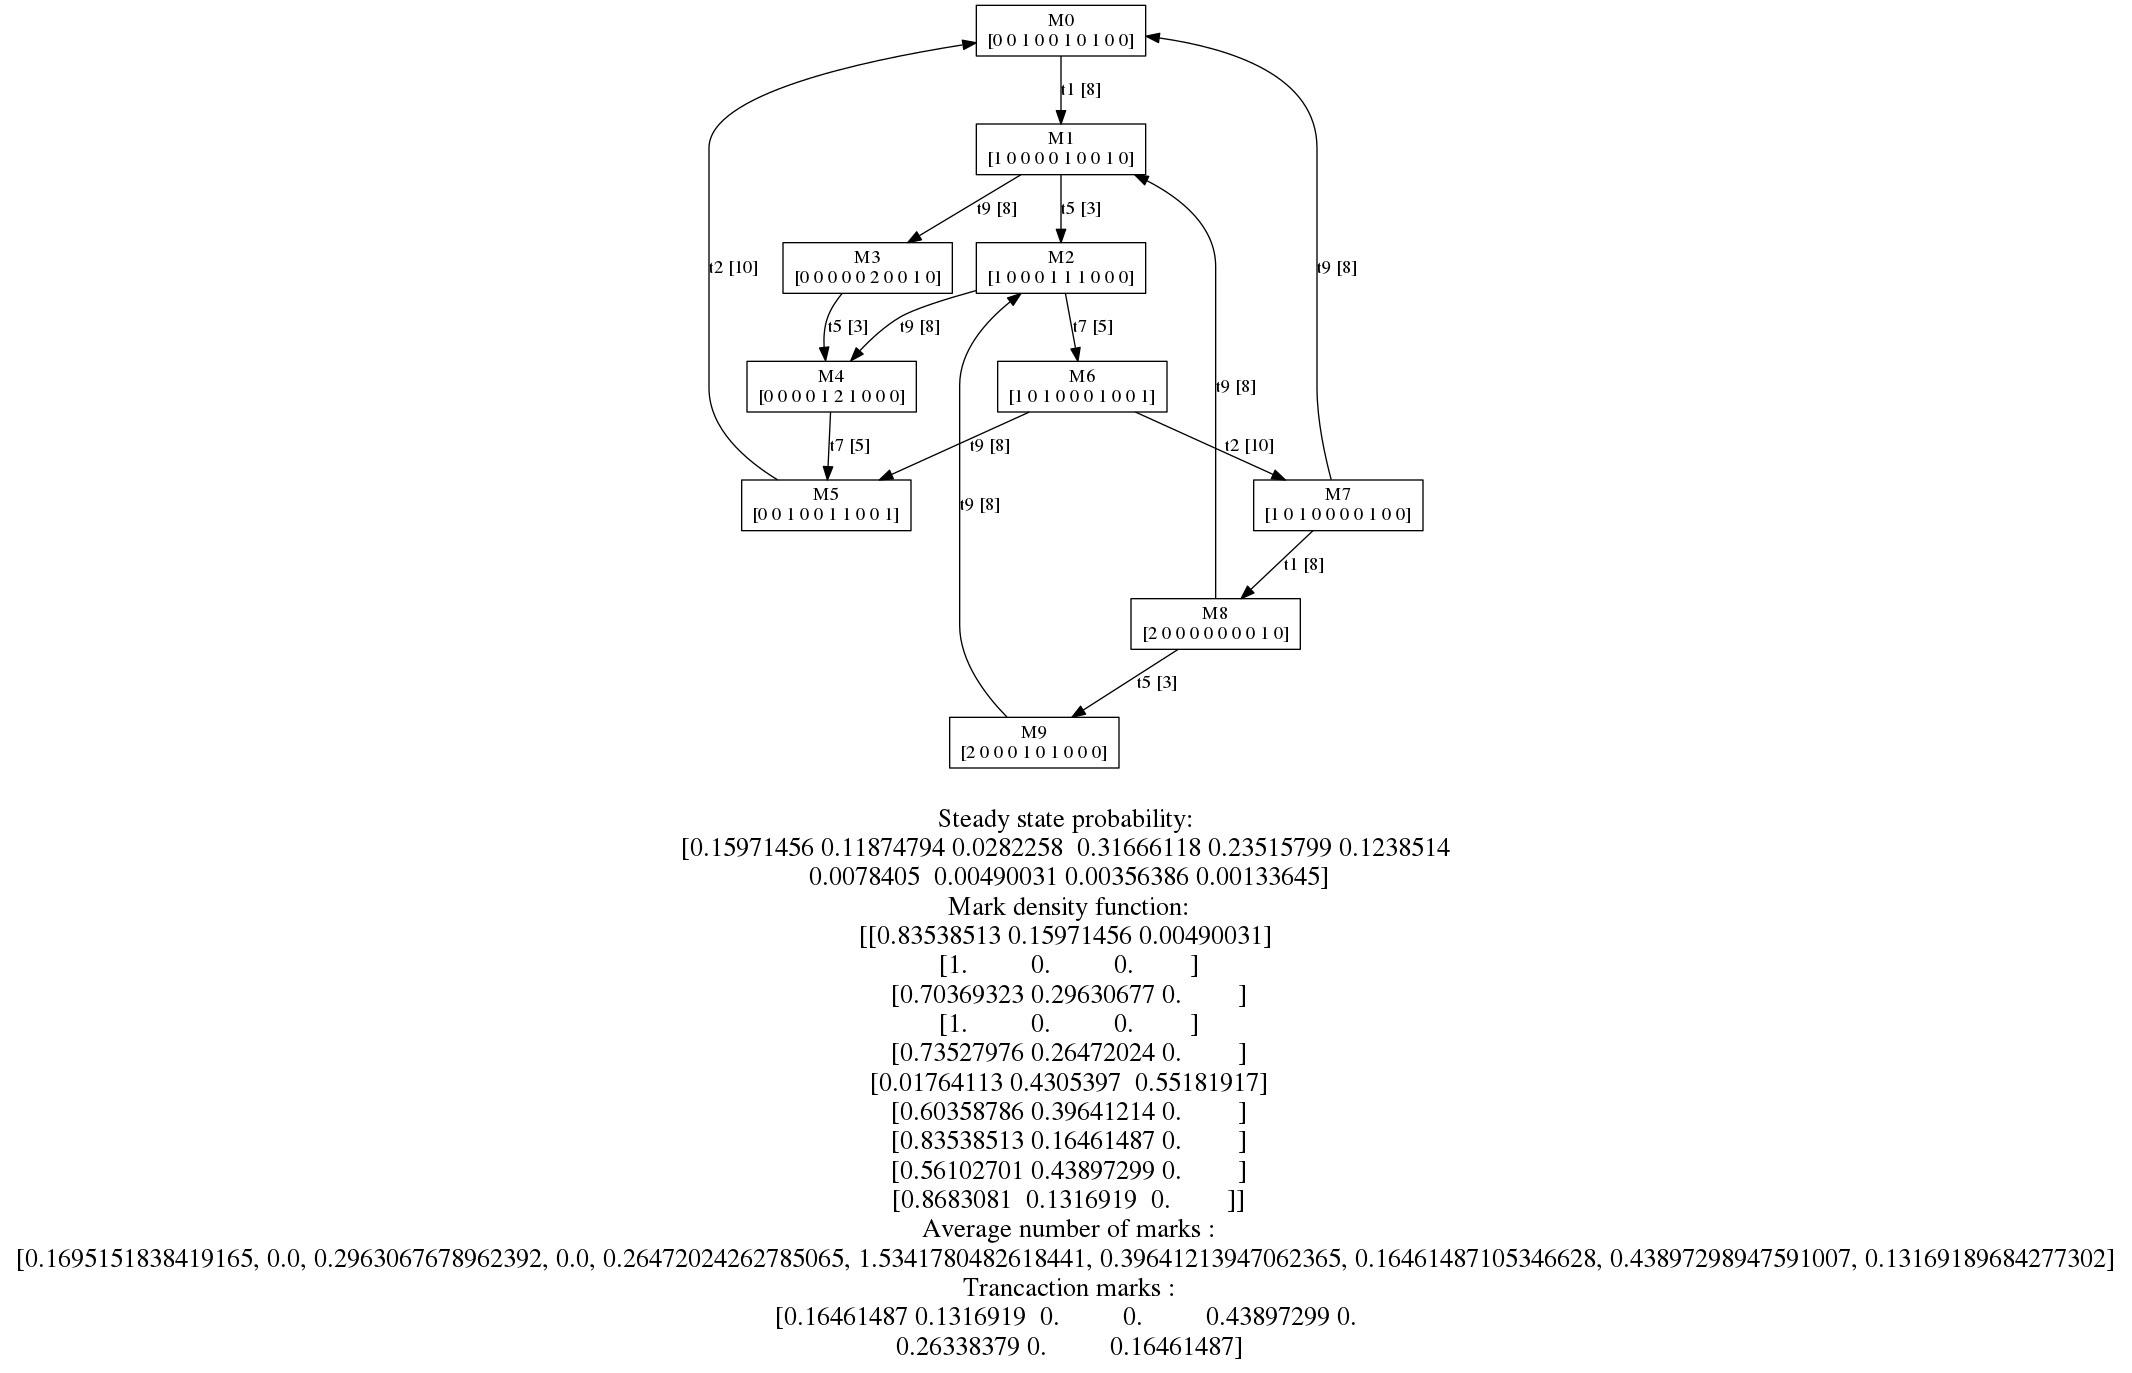 M0
[0 0 1 0 0 1 0 1 0 0]
t1 [8]
M1
[1 0 0 0 0 1 0 0 1 0]
t9 [8]
t5 [3]
M3
[0 0 0 0 0 2 0 0 1 0]
M2
[1 0 0 0 1 1 1 0 0 0]
t2 [10]
t9 [8]
t5 [3]
t9 [8]
t7 [5]
M4
[0 0 0 0 1 2 1 0 0 0]
M6
[1 0 1 0 0 0 1 0 0 1]
t9 [8]
t7 [5]
t9 [8]
t2 [10]
M5
[0 0 1 0 0 1 1 0 0 1]
t9 [8]
M7
[1 0 1 0 0 0 0 1 0 0]
t1 [8]
M8
[2 0 0 0 0 0 0 0 1 0]
t5 [3]
M9
[2 0 0 0 1 0 1 0 0 0]
Steady state probability:
[0.15971456 0.11874794 0.0282258 0.31666118 0.23515799 0.1238514
0.0078405 0.00490031 0.00356386 0.00133645]
Mark density function:
[[0.83538513 0.15971456 0.00490031]
[1. 0. 0. ]
[0.70369323 0.29630677 0. ]
[1. 0. 0. ]
[0.73527976 0.26472024 0. ]
[0.01764113 0.4305397 0.55181917]
[0.60358786 0.39641214 0. ]
[0.83538513 0.16461487 0. ]
[0.56102701 0.43897299 0. ]
[0.8683081 0.1316919 0. ]]
Average number of marks :
[0.1695151838419165, 0.0, 0.2963067678962392, 0.0, 0.26472024262785065, 1.5341780482618441, 0.39641213947062365, 0.16461487105346628, 0.43897298947591007, 0.13169189684277302]
Trancaction marks :
[0.16461487 0.1316919 0. 0. 0.43897299 0.
0.26338379 0. 0.16461487]